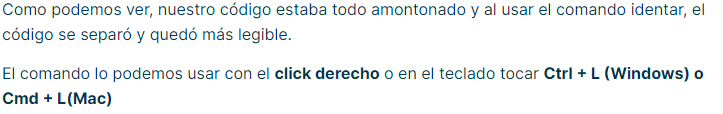 Como podemos ver, nuestro código estaba todo amontonado y al usar el comando identar, el
código se separó y quedó más legible.
El comando lo podemos usar con el click derecho o en el teclado tocar Ctrl + L (Windows) o
Cmd + L(Mac)